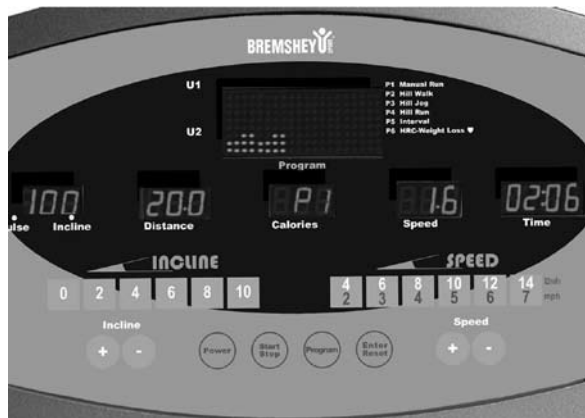 BREMSHEY
U1
U2
P1 Manual Run
P2 Hill Walk
P3 Hill Jog
P4 Hill Run
P5 Interval
P6 HRC-Weight Loss ♥
Program
100 20.0 P1 1.6 02:06
ulse Incline Distance Calories Speed Time
INCLINE SPEED
0 2 4 6 8 10
4 6 8 10 12 14
2 3 4 5 6 7 mph
Incline Speed
+ - Power Start Stop Program Enter Reset + -